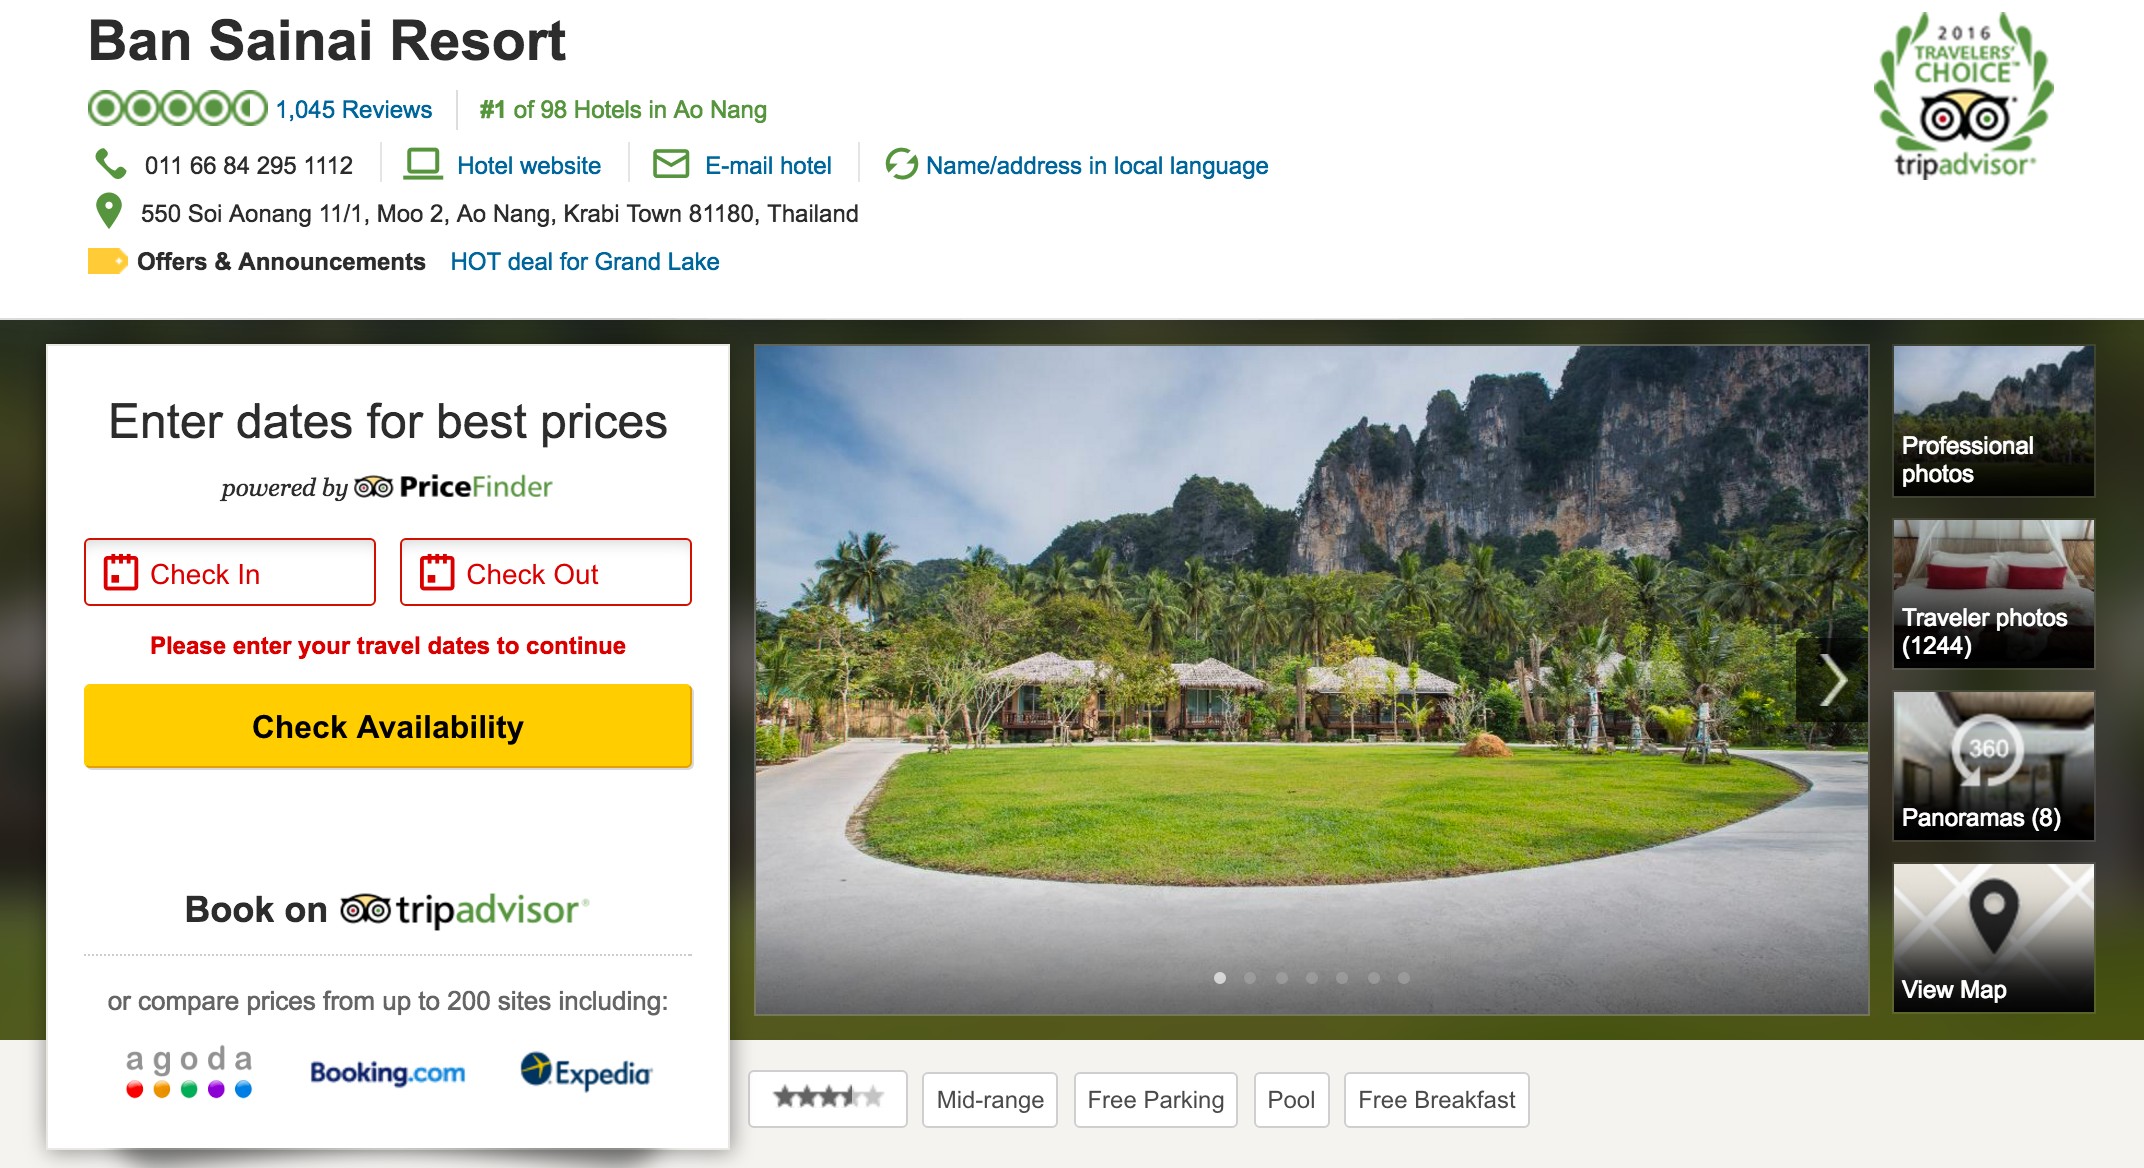 Ban Sainai Resort
1,045 Reviews
#1 of 98 Hotels in Ao Nang
011 66 84 295 1112
Hotel website
E-mail hotel
Name/address in local language
550 Soi Aonang 11/1, Moo 2, Ao Nang, Krabi Town 81180, Thailand
Offers & Announcements
HOT deal for Grand Lake
2016
TRAVELERS'
CHOICE™
tripadvisor®
Enter dates for best prices
powered by PriceFinder
Check In
Check Out
Please enter your travel dates to continue
Check Availability
Book on tripadvisor®
or compare prices from up to 200 sites including:
agoda
Booking.com
Expedia
Professional
photos
Traveler photos
(1244)
360
Panoramas (8)
View Map
Mid-range
Free Parking
Pool
Free Breakfast